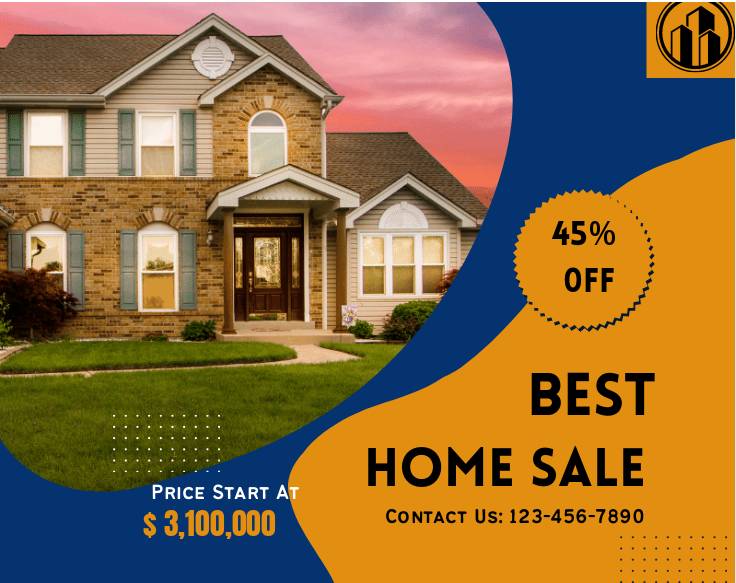 45%
OFF
BEST
HOME SALE
Contact Us: 123-456-7890
Price Start At
$ 3,100,000